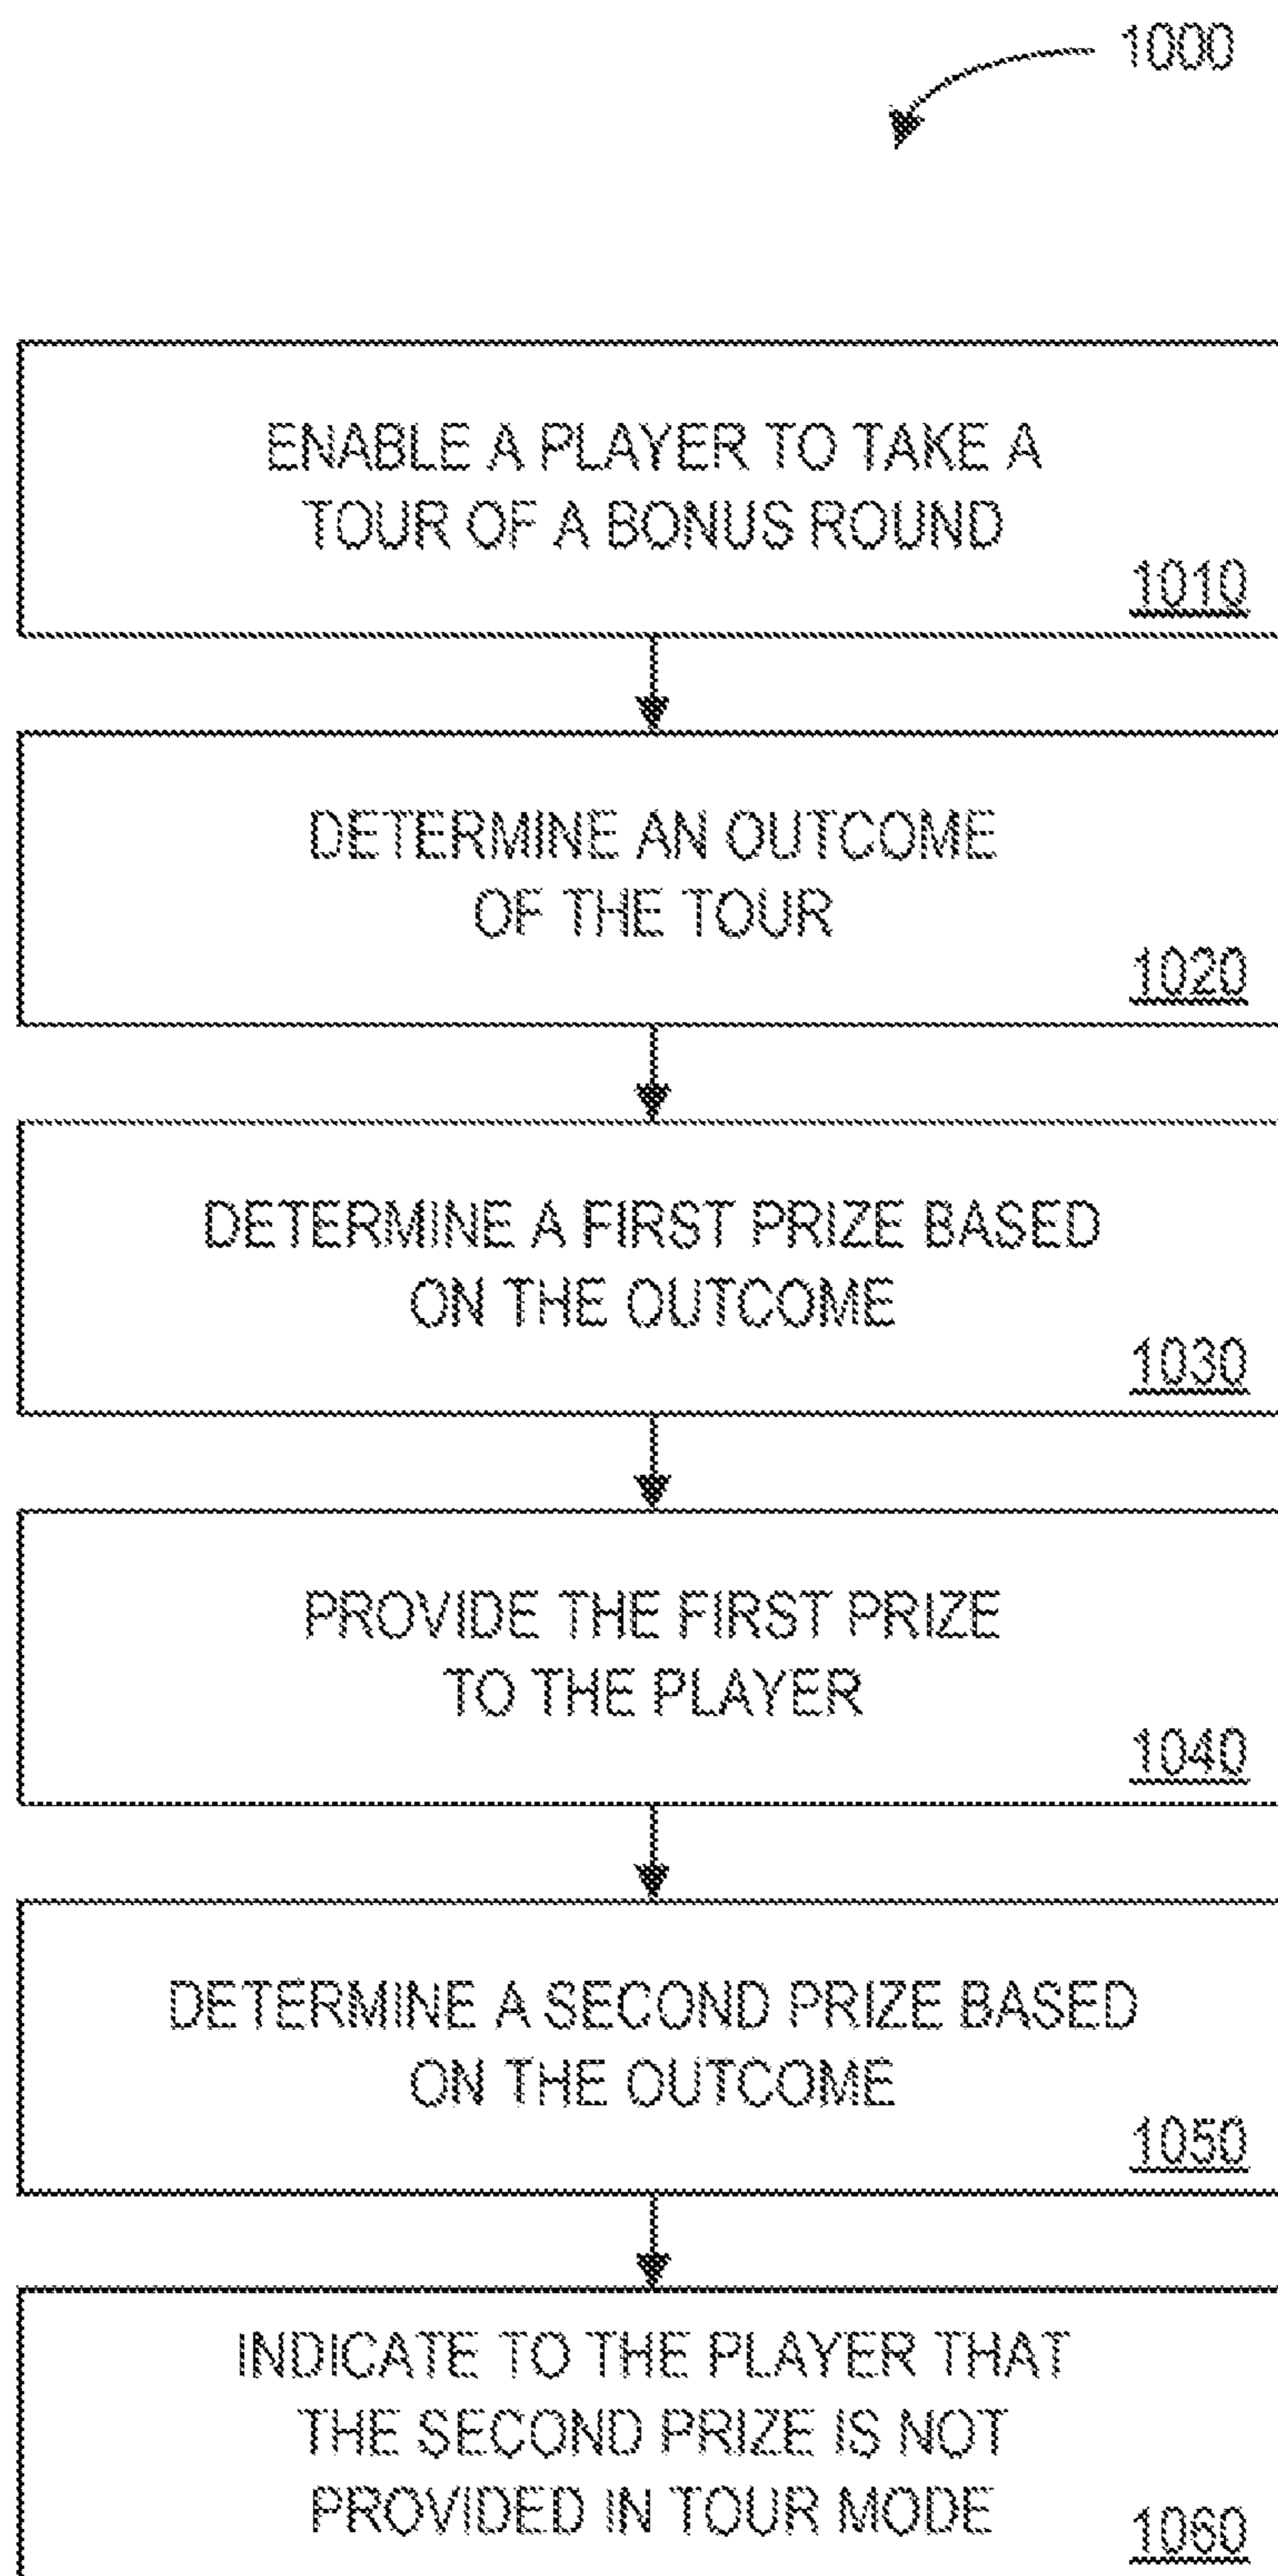 1000
ENABLE A PLAYER TO TAKE A
TOUR OF A BONUS ROUND
1010
DETERMINE AN OUTCOME
OF THE TOUR
1020
DETERMINE A FIRST PRIZE BASED
ON THE OUTCOME
1030
PROVIDE THE FIRST PRIZE
TO THE PLAYER
1040
DETERMINE A SECOND PRIZE BASED
ON THE OUTCOME
1050
INDICATE TO THE PLAYER THAT
THE SECOND PRIZE IS NOT
PROVIDED IN TOUR MODE
1060